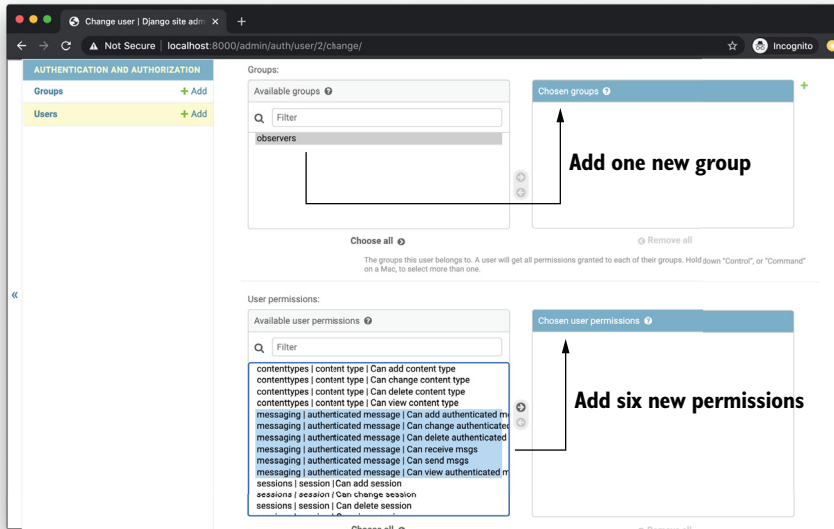 Change user | Django site adm
Not Secure | localhost:8000/admin/auth/user/2/change/
Incognito
AUTHENTICATION AND AUTHORIZATION
Groups
+ Add
Users
+ Add
Groups:
Available groups
Filter
observers
Choose all
Chosen groups
Add one new group
Remove all
The groups this user belongs to. A user will get all permissions granted to each of their groups. Hold down "Control", or "Command"
on a Mac, to select more than one.
User permissions:
Available user permissions
Filter
contenttypes | content type | Can add content type
contenttypes | content type | Can change content type
contenttypes | content type | Can delete content type
contenttypes | content type | Can view content type
messaging | authenticated message | Can add authenticated m
messaging | authenticated message | Can change authenticated
messaging | authenticated message | Can delete authenticated
messaging | authenticated message | Can receive msgs
messaging | authenticated message | Can send msgs
messaging | authenticated message | Can view authenticated m
sessions | session | Can add session
sessions | session | Can change session
sessions | session | Can delete session
Choose all
Chosen user permissions
Add six new permissions
Remove all